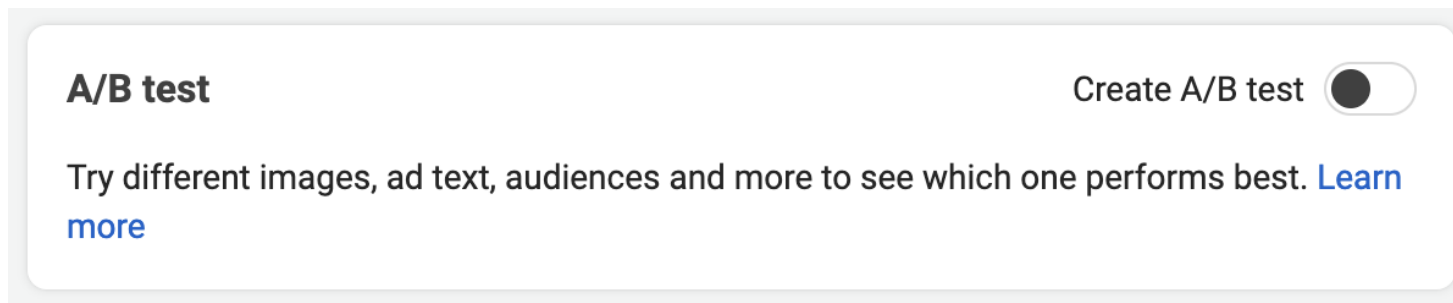 A/B test
Create A/B test
Try different images, ad text, audiences and more to see which one performs best. Learn
more